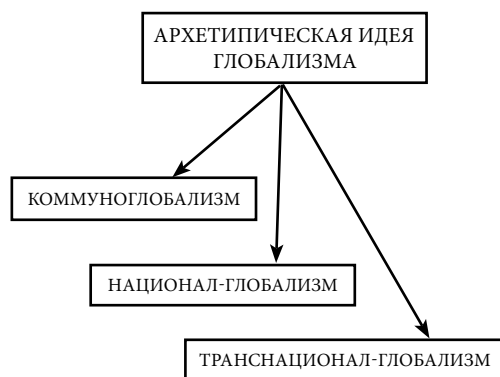 АРХЕТИПИЧЕСКАЯ ИДЕЯ
ГЛОБАЛИЗМА
КОММУНОГЛОБАЛИЗМ
НАЦИОНАЛ-ГЛОБАЛИЗМ
ТРАНСНАЦИОНАЛ-ГЛОБАЛИЗМ